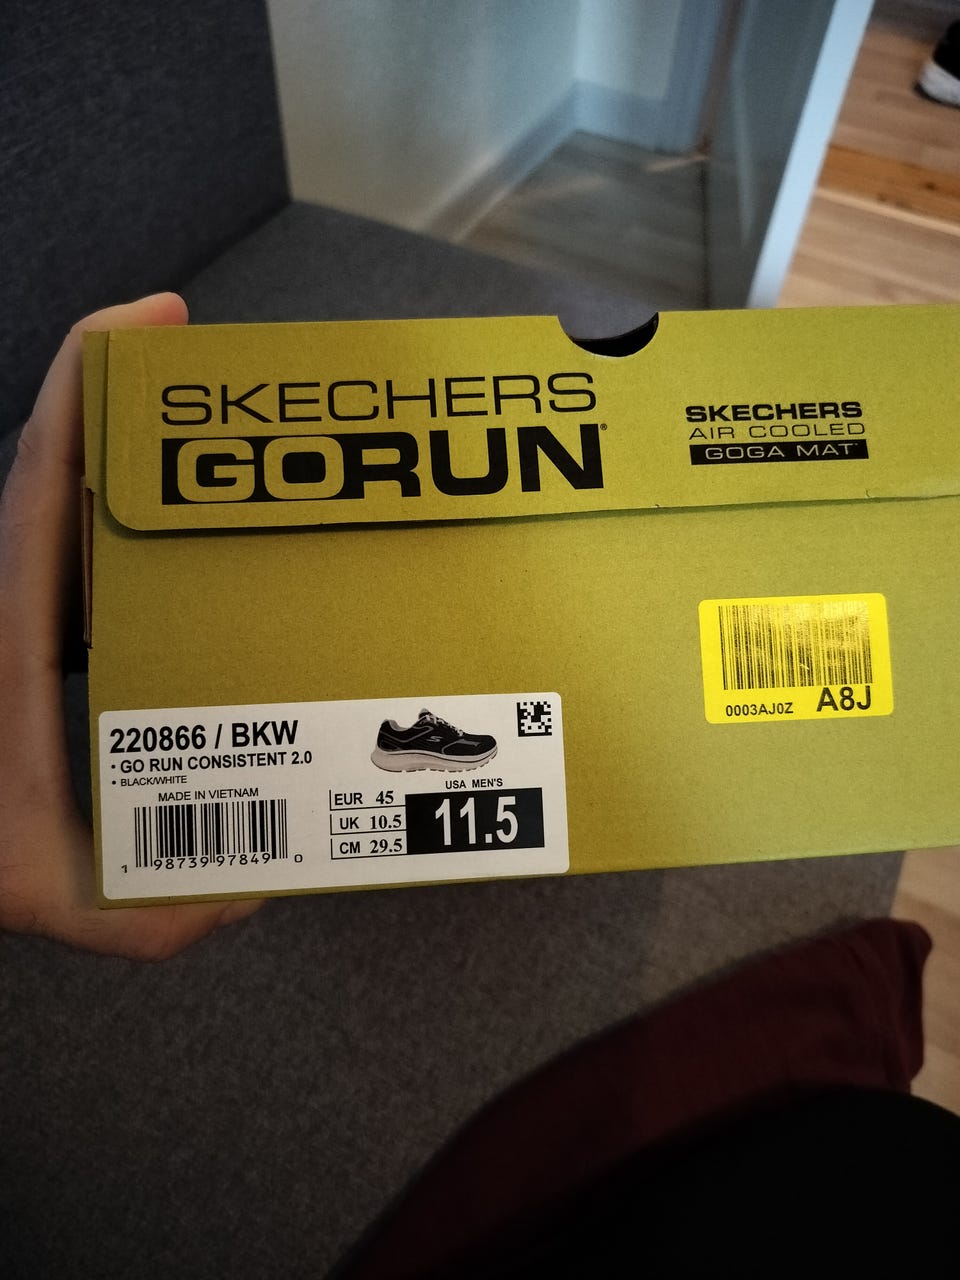 SKECHERS
GORUN®
SKECHERS
AIR COOLED
GOGA MAT™
0003AJ0Z A8J
220866 / BKW
• GO RUN CONSISTENT 2.0
• BLACK/WHITE
MADE IN VIETNAM
1 98739 97849 0
EUR 45
UK 10.5
CM 29.5
USA MEN'S
11.5